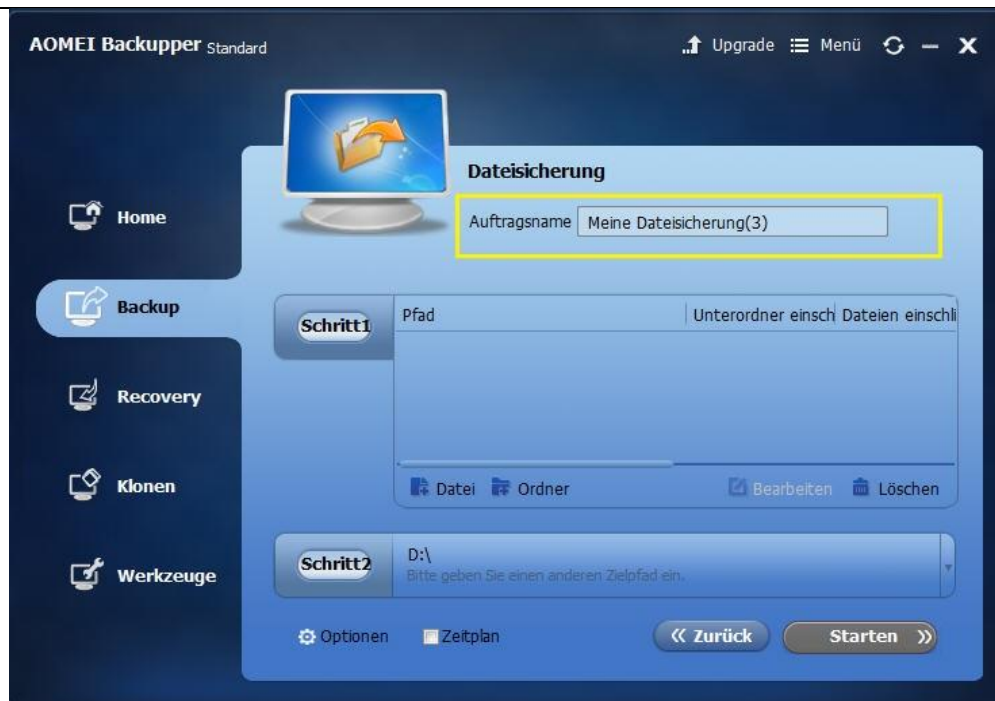 AOMEI Backupper Standard
Upgrade Menü
Dateisicherung
Auftragsname Meine Dateisicherung(3)
Home
Backup
Recovery
Klonen
Werkzeuge
Schritt1
Pfad Unterordner einsch Dateien einschli
Datei Ordner Bearbeiten Löschen
Schritt2
D:\
Bitte geben Sie einen anderen Zielpfad ein.
Optionen Zeitplan « Zurück Starten »